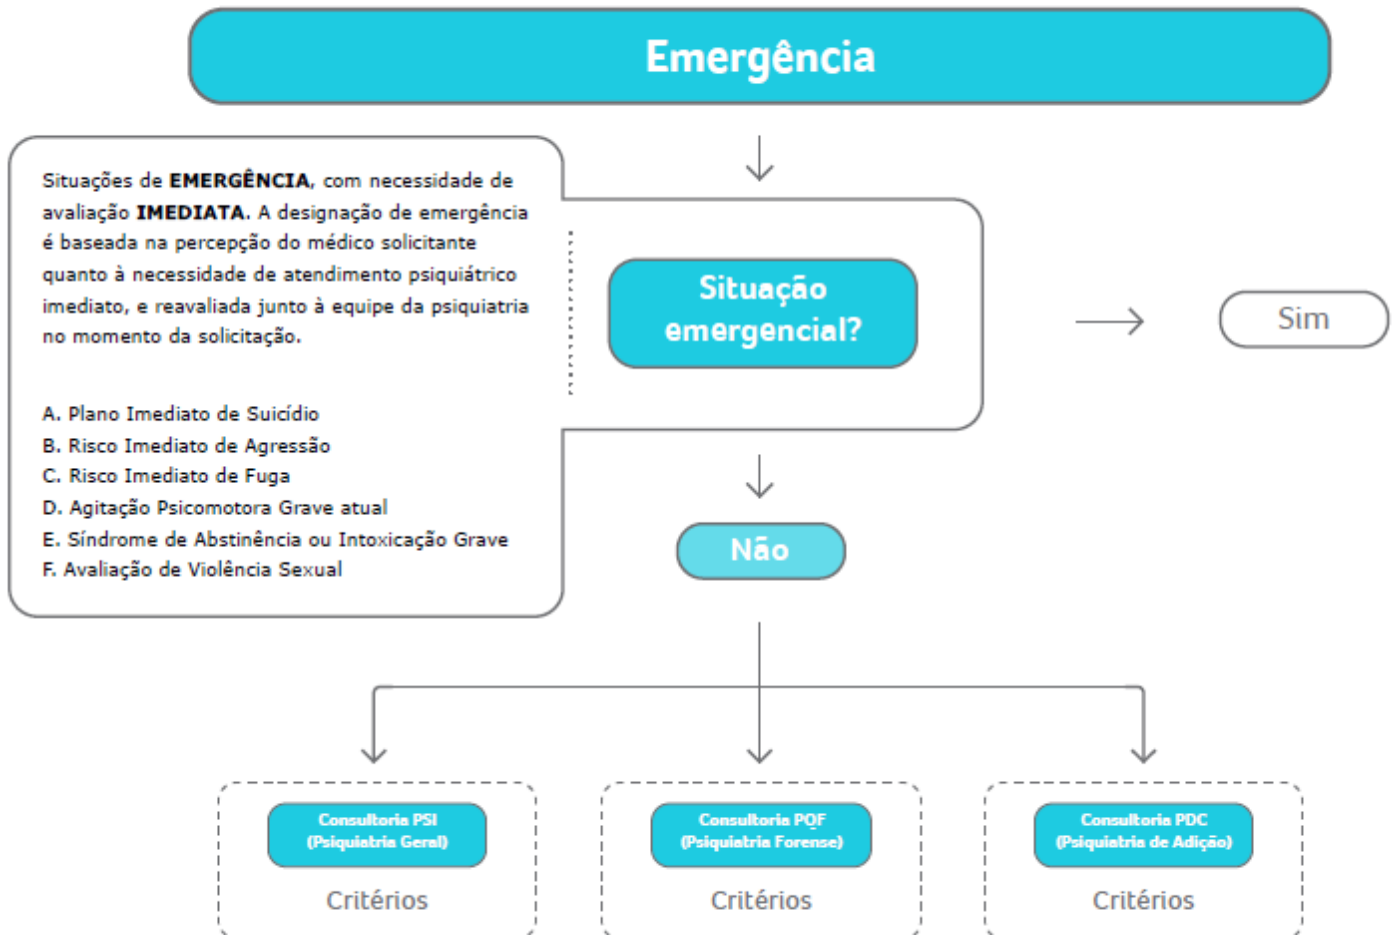 Emergência
Situações de EMERGÊNCIA, com necessidade de
avaliação IMEDIATA. A designação de emergência
é baseada na percepção do médico solicitante
quanto à necessidade de atendimento psiquiátrico
imediato, e reavaliada junto à equipe da psiquiatria
no momento da solicitação.
A. Plano Imediato de Suicídio
B. Risco Imediato de Agressão
C. Risco Imediato de Fuga
D. Agitação Psicomotora Grave atual
E. Síndrome de Abstinência ou Intoxicação Grave
F. Avaliação de Violência Sexual
Situação
emergencial?
Sim
Não
Consultoria PSI
(Psiquiatria Geral)
Critérios
Consultoria PQF
(Psiquiatria Forense)
Critérios
Consultoria PDC
(Psiquiatria de Adição)
Critérios